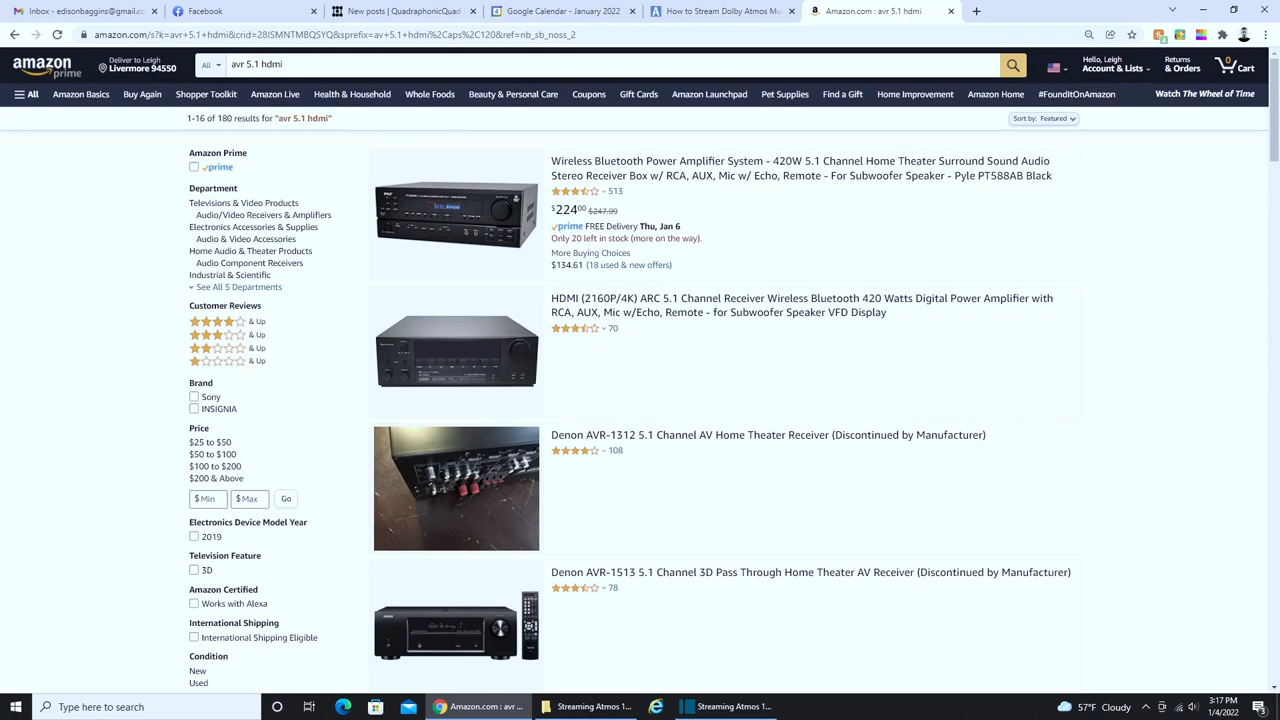 Inbox - edisonbagins@gmail.co
Facebook
New
GraphicConceptsQuad - Zoom
Delivering Dolby Atmos Music
Amazon.com : avr 5.1 hdmi
amazon.com/s?k=avr+5.1+hdmi&crid=28ISMNTMBQSYQ&sprefix=av+5.1+hdmi%2Caps%2C120&ref=nb_sb_noss_2
amazon prime
Deliver to Leigh
Livermore 94550
All
avr 5.1 hdmi
Hello, Leigh
Account & Lists
Returns
& Orders
0
Cart
All
Amazon Basics
Buy Again
Shopper Toolkit
Amazon Live
Health & Household
Whole Foods
Beauty & Personal Care
Coupons
Gift Cards
Amazon Launchpad
Pet Supplies
Find a Gift
Home Improvement
Amazon Home
#FoundItOnAmazon
Watch The Wheel of Time
1-16 of 180 results for "avr 5.1 hdmi"
Sort by: Featured
Amazon Prime
prime
Department
Televisions & Video Products
Audio/Video Receivers & Amplifiers
Electronics Accessories & Supplies
Audio & Video Accessories
Home Audio & Theater Products
Audio Component Receivers
Industrial & Scientific
See All 5 Departments
Customer Reviews
& Up
& Up
& Up
& Up
Brand
Sony
INSIGNIA
Price
$25 to $50
$50 to $100
$100 to $200
$200 & Above
$ Min
$ Max
Go
Electronics Device Model Year
2019
Television Feature
3D
Amazon Certified
Works with Alexa
International Shipping
International Shipping Eligible
Condition
New
Used
Wireless Bluetooth Power Amplifier System - 420W 5.1 Channel Home Theater Surround Sound Audio
Stereo Receiver Box w/ RCA, AUX, Mic w/ Echo, Remote - For Subwoofer Speaker - Pyle PT588AB Black
513
$224.00 $247.99
prime FREE Delivery Thu, Jan 6
Only 20 left in stock (more on the way).
More Buying Choices
$134.61 (18 used & new offers)
HDMI (2160P/4K) ARC 5.1 Channel Receiver Wireless Bluetooth 420 Watts Digital Power Amplifier with
RCA, AUX, Mic w/Echo, Remote - for Subwoofer Speaker VFD Display
70
Denon AVR-1312 5.1 Channel AV Home Theater Receiver (Discontinued by Manufacturer)
108
Denon AVR-1513 5.1 Channel 3D Pass Through Home Theater AV Receiver (Discontinued by Manufacturer)
78
Type here to search
Amazon.com : avr ...
Streaming Atmos 1...
Streaming Atmos 1...
57°F Cloudy
3:17 PM
1/4/2022